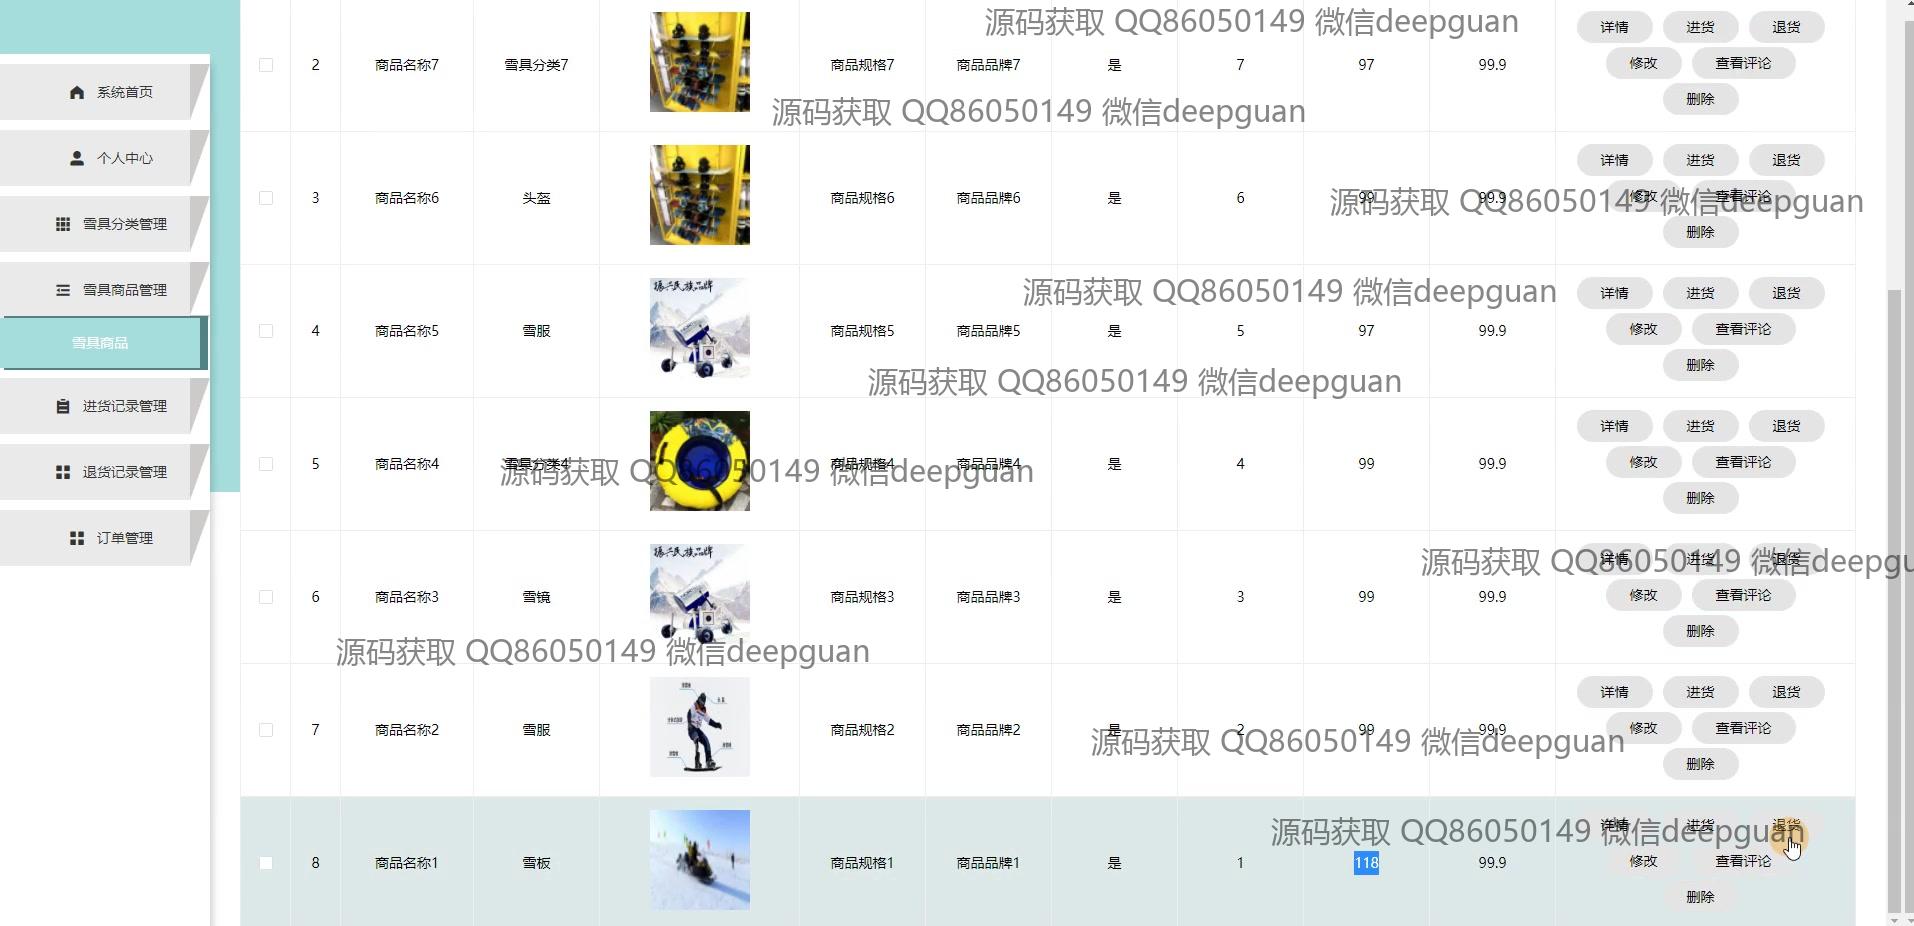 系统首页
个人中心
雪具分类管理
雪具商品管理
雪具商品
进货记录管理
退货记录管理
订单管理
源码获取 QQ86050149 微信deepguan
详情 进货 退货
2 商品名称7 雪具分类7 商品规格7 商品品牌7 是 7 97 99.9
修改 查看评论
删除
源码获取 QQ86050149 微信deepguan
详情 进货 退货
3 商品名称6 头盔 商品规格6 商品品牌6 是 6 99 99.9
修改 查看评论
源码获取 QQ86050149 微信deepguan
删除
振兴民族品牌
源码获取 QQ86050149 微信deepguan
详情 进货 退货
4 商品名称5 雪服 商品规格5 商品品牌5 是 5 97 99.9
修改 查看评论
删除
源码获取 QQ86050149 微信deepguan
详情 进货 退货
5 商品名称4 雪具分类4 商品规格4 商品品牌4 是 4 99 99.9
修改 查看评论
源码获取 QQ86050149 微信deepguan
删除
振兴民族品牌
详情 进货 退货
源码获取 QQ86050149 微信deepgu
6 商品名称3 雪镜 商品规格3 商品品牌3 是 3 99 99.9
修改 查看评论
删除
源码获取 QQ86050149 微信deepguan
详情 进货 退货
7 商品名称2 雪服 商品规格2 商品品牌2 是 2 99 99.9
修改 查看评论
源码获取 QQ86050149 微信deepguan
删除
详情 进货 退货
源码获取 QQ86050149 微信deepguan
8 商品名称1 雪板 商品规格1 商品品牌1 是 1 118 99.9
修改 查看评论
删除